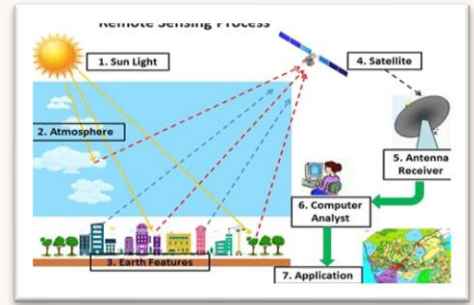 Remote Sensing Process
1. Sun Light
4. Satellite
2. Atmosphere
5. Antenna
Receiver
6. Computer
Analyst
3. Earth Features
7. Application